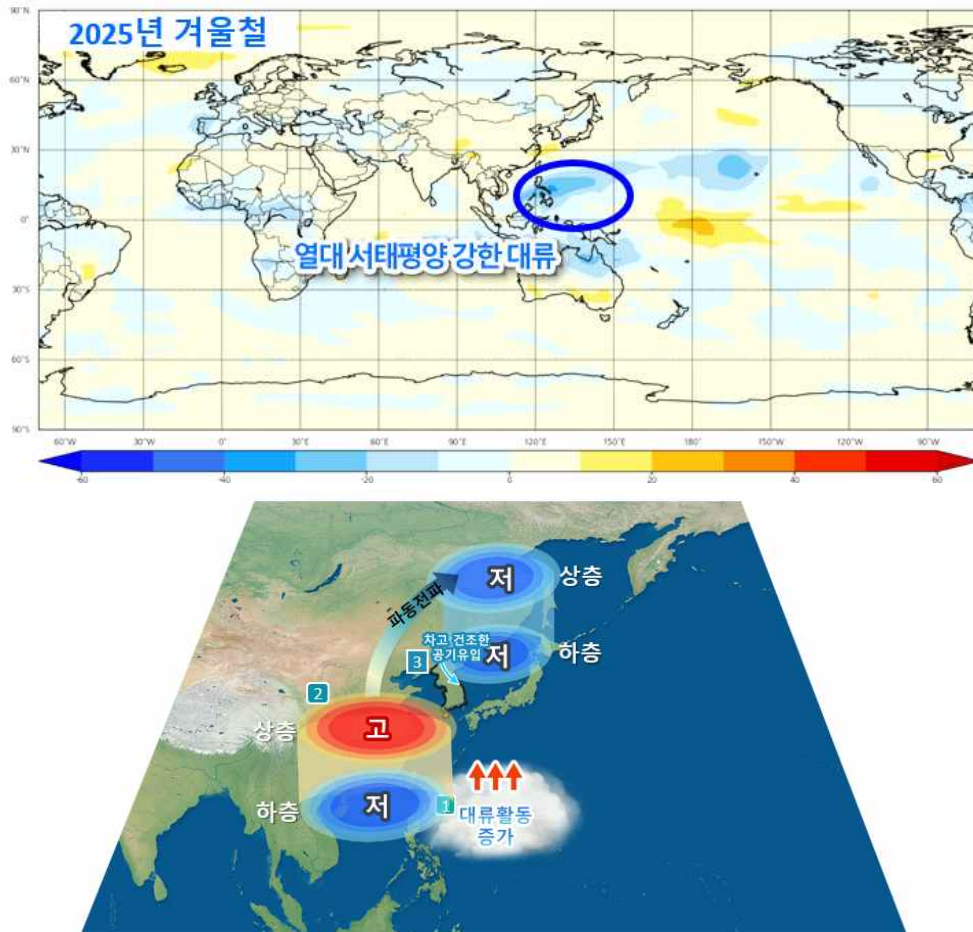 2025년 겨울철
90°N
60°N
30°N
0°
30°S
60°S
90°S
열대 서태평양 강한 대류
60°W 30°W 0° 30°E 60°E 90°E 120°E 150°E 180° 150°W 120°W 90°W
-60 -40 -20 0 20 40 60
저 상층
파동전파
차고 건조한
3 공기유입
저 하층
2
상층 고
하층 저 1
대류활동
증가